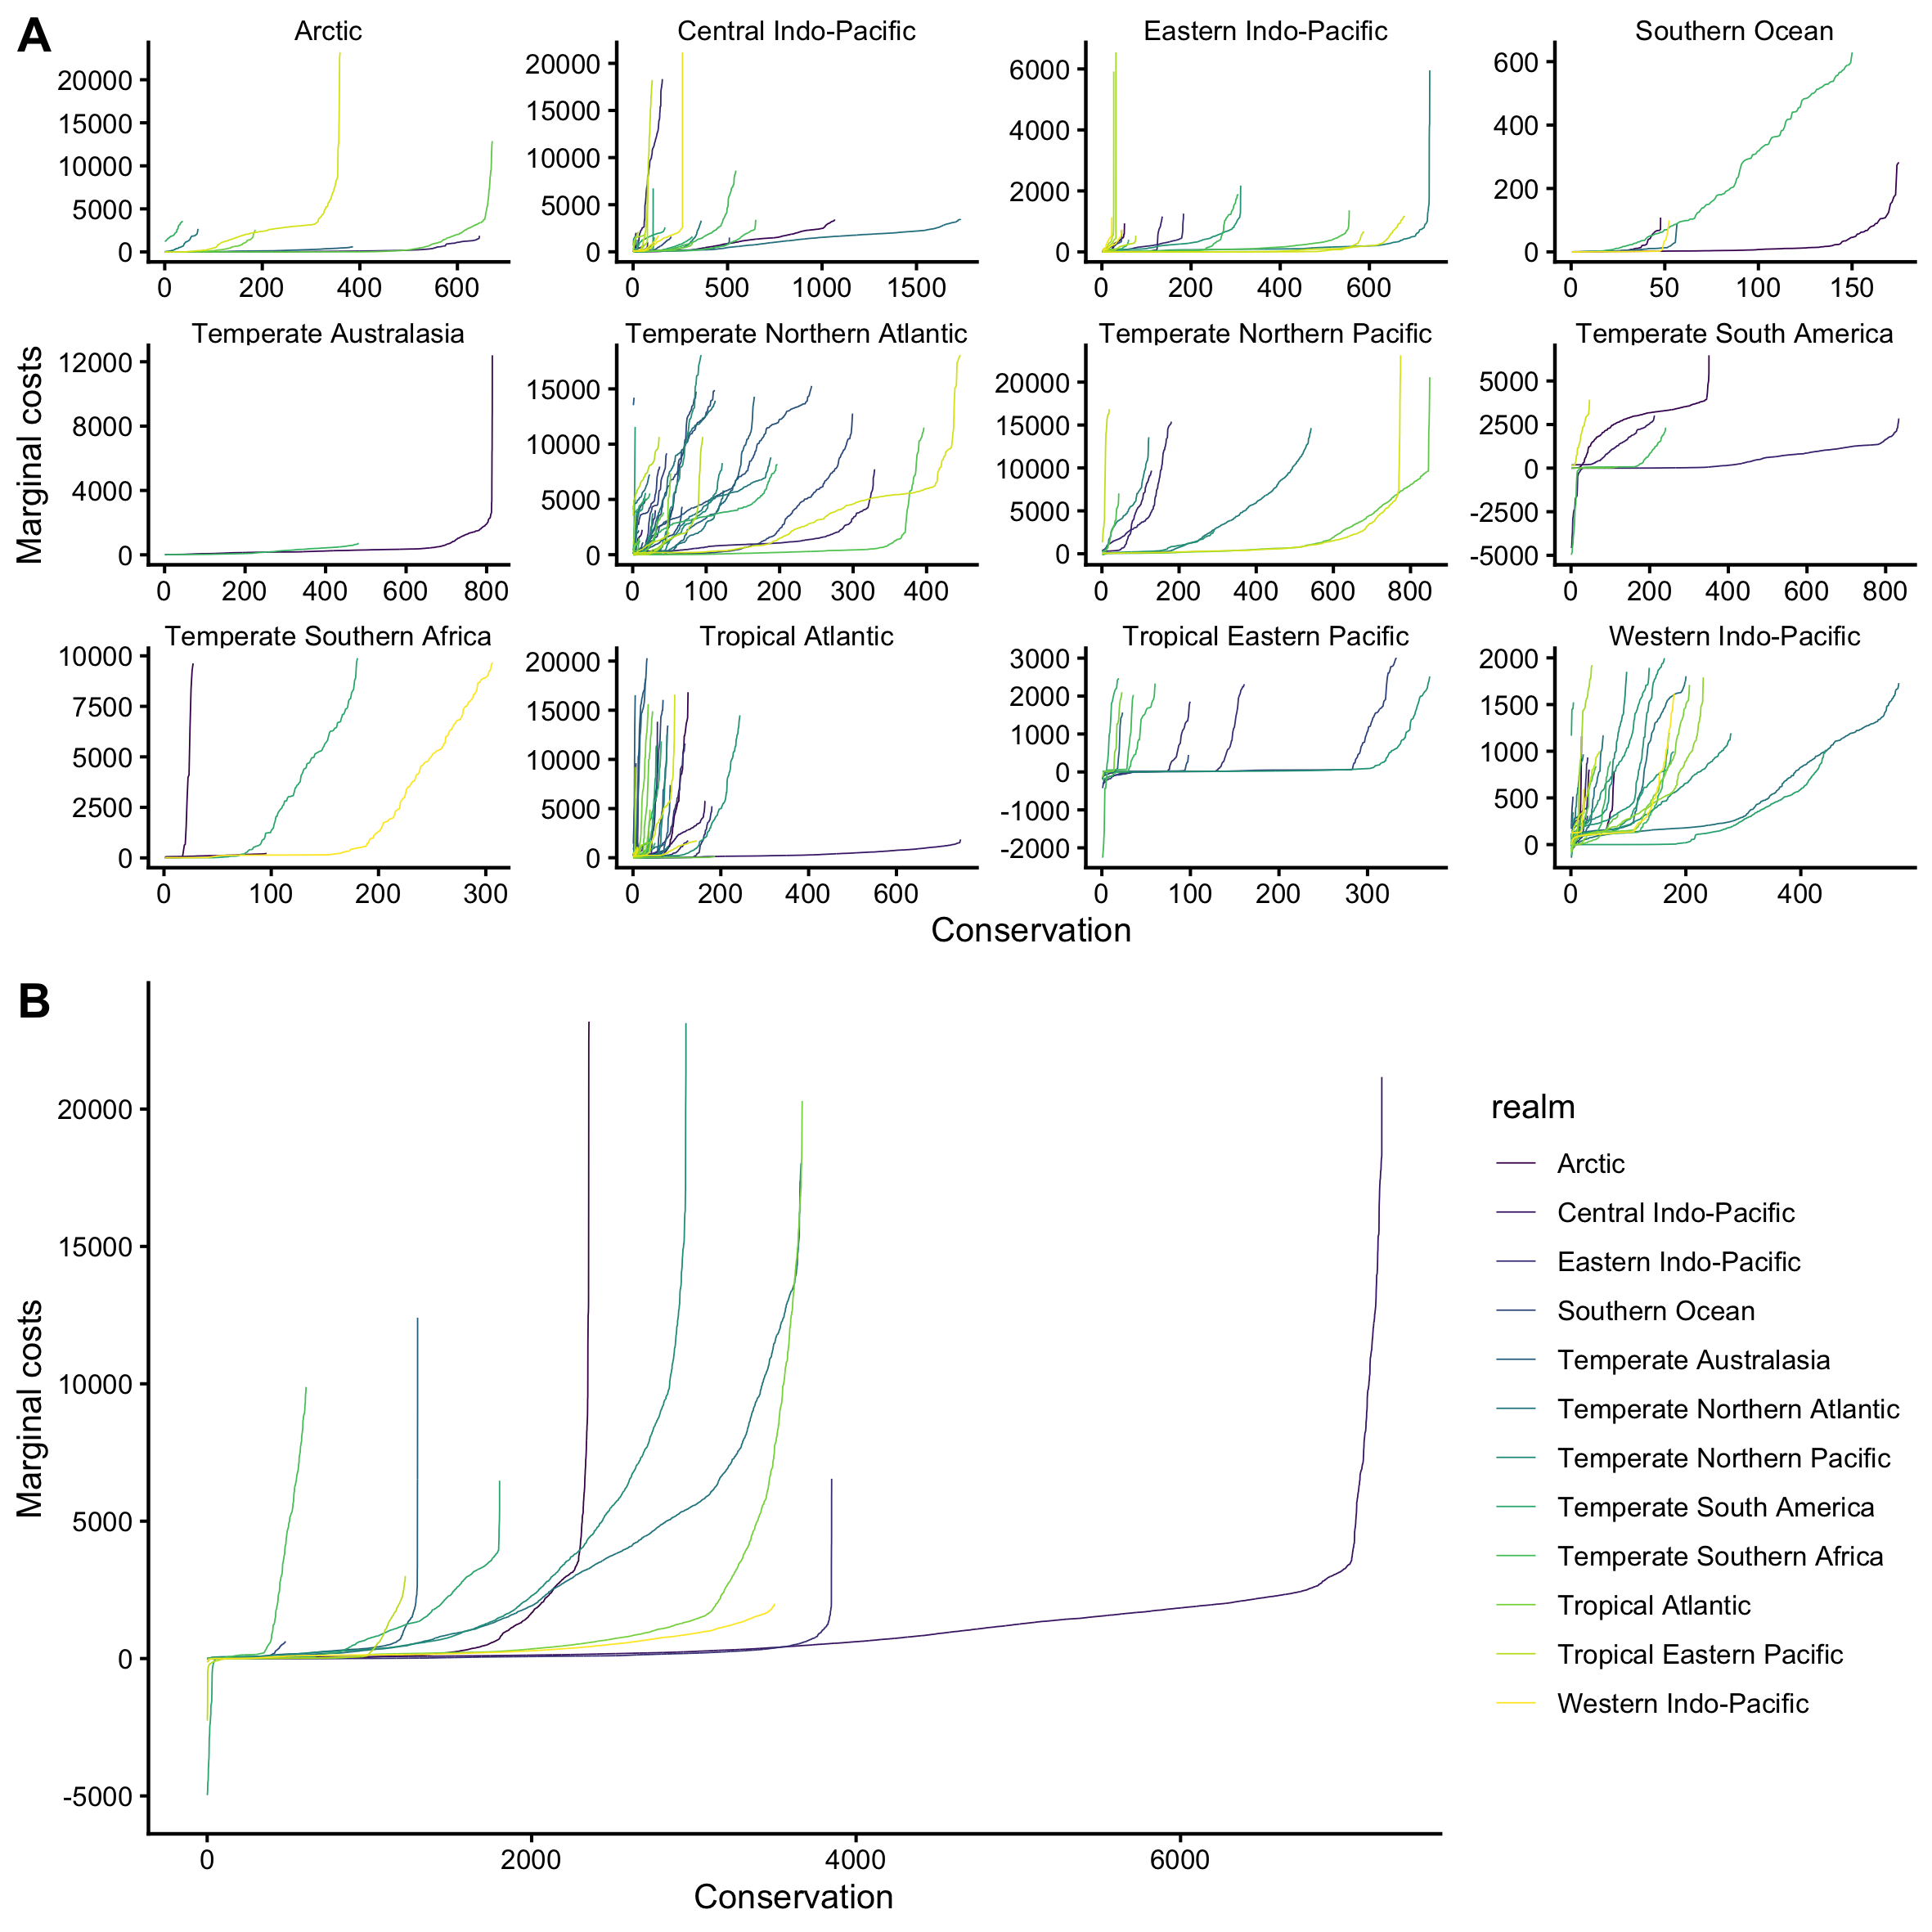 A
Arctic
Central Indo-Pacific
Eastern Indo-Pacific
Southern Ocean
20000
15000
10000
5000
0
0 200 400 600
20000
15000
10000
5000
0
0 500 1000 1500
6000
4000
2000
0
0 200 400 600
600
400
200
0
0 50 100 150
Marginal costs
Temperate Australasia
Temperate Northern Atlantic
Temperate Northern Pacific
Temperate South America
12000
8000
4000
0
0 200 400 600 800
15000
10000
5000
0
0 100 200 300 400
20000
15000
10000
5000
0
0 200 400 600 800
5000
2500
0
-2500
-5000
0 200 400 600 800
Temperate Southern Africa
Tropical Atlantic
Tropical Eastern Pacific
Western Indo-Pacific
10000
7500
5000
2500
0
0 100 200 300
20000
15000
10000
5000
0
0 200 400 600
3000
2000
1000
0
-1000
-2000
0 100 200 300
2000
1500
1000
500
0
0 200 400
Conservation
B
Marginal costs
20000
15000
10000
5000
0
-5000
0 2000 4000 6000
Conservation
realm
Arctic
Central Indo-Pacific
Eastern Indo-Pacific
Southern Ocean
Temperate Australasia
Temperate Northern Atlantic
Temperate Northern Pacific
Temperate South America
Temperate Southern Africa
Tropical Atlantic
Tropical Eastern Pacific
Western Indo-Pacific